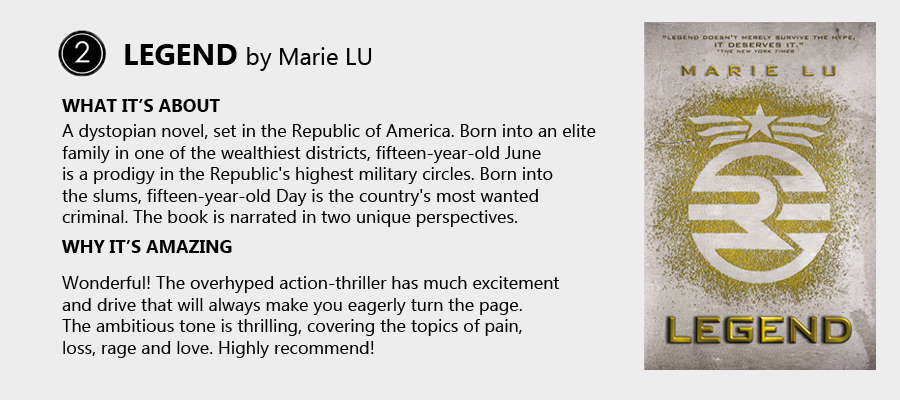 2 LEGEND by Marie LU
WHAT IT'S ABOUT
A dystopian novel, set in the Republic of America. Born into an elite
family in one of the wealthiest districts, fifteen-year-old June
is a prodigy in the Republic's highest military circles. Born into
the slums, fifteen-year-old Day is the country's most wanted
criminal. The book is narrated in two unique perspectives.
WHY IT'S AMAZING
Wonderful! The overhyped action-thriller has much excitement
and drive that will always make you eagerly turn the page.
The ambitious tone is thrilling, covering the topics of pain,
loss, rage and love. Highly recommend!
"LEGEND DOESN'T MERELY SURVIVE THE HYPE,
IT DESERVES IT."
"THE NEW YORK TIMES
MARIE LU
R
LEGEND